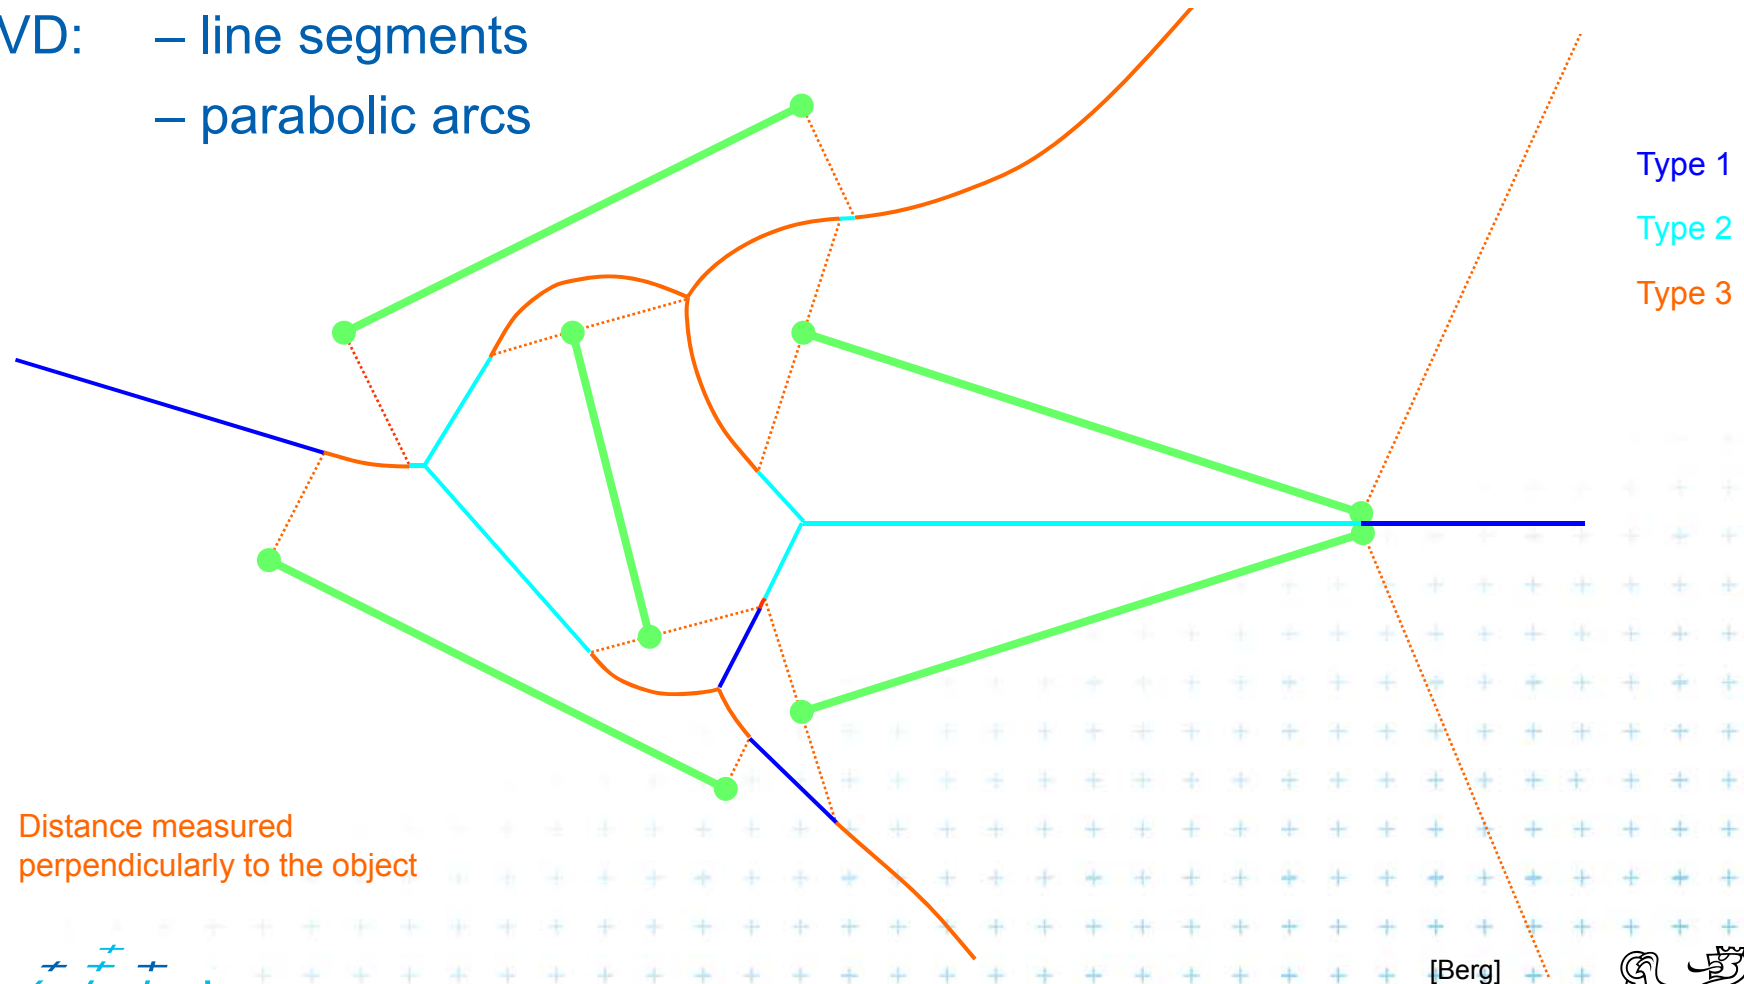 VD: – line segments
– parabolic arcs
Type 1
Type 2
Type 3
Distance measured
perpendicularly to the object
[Berg]